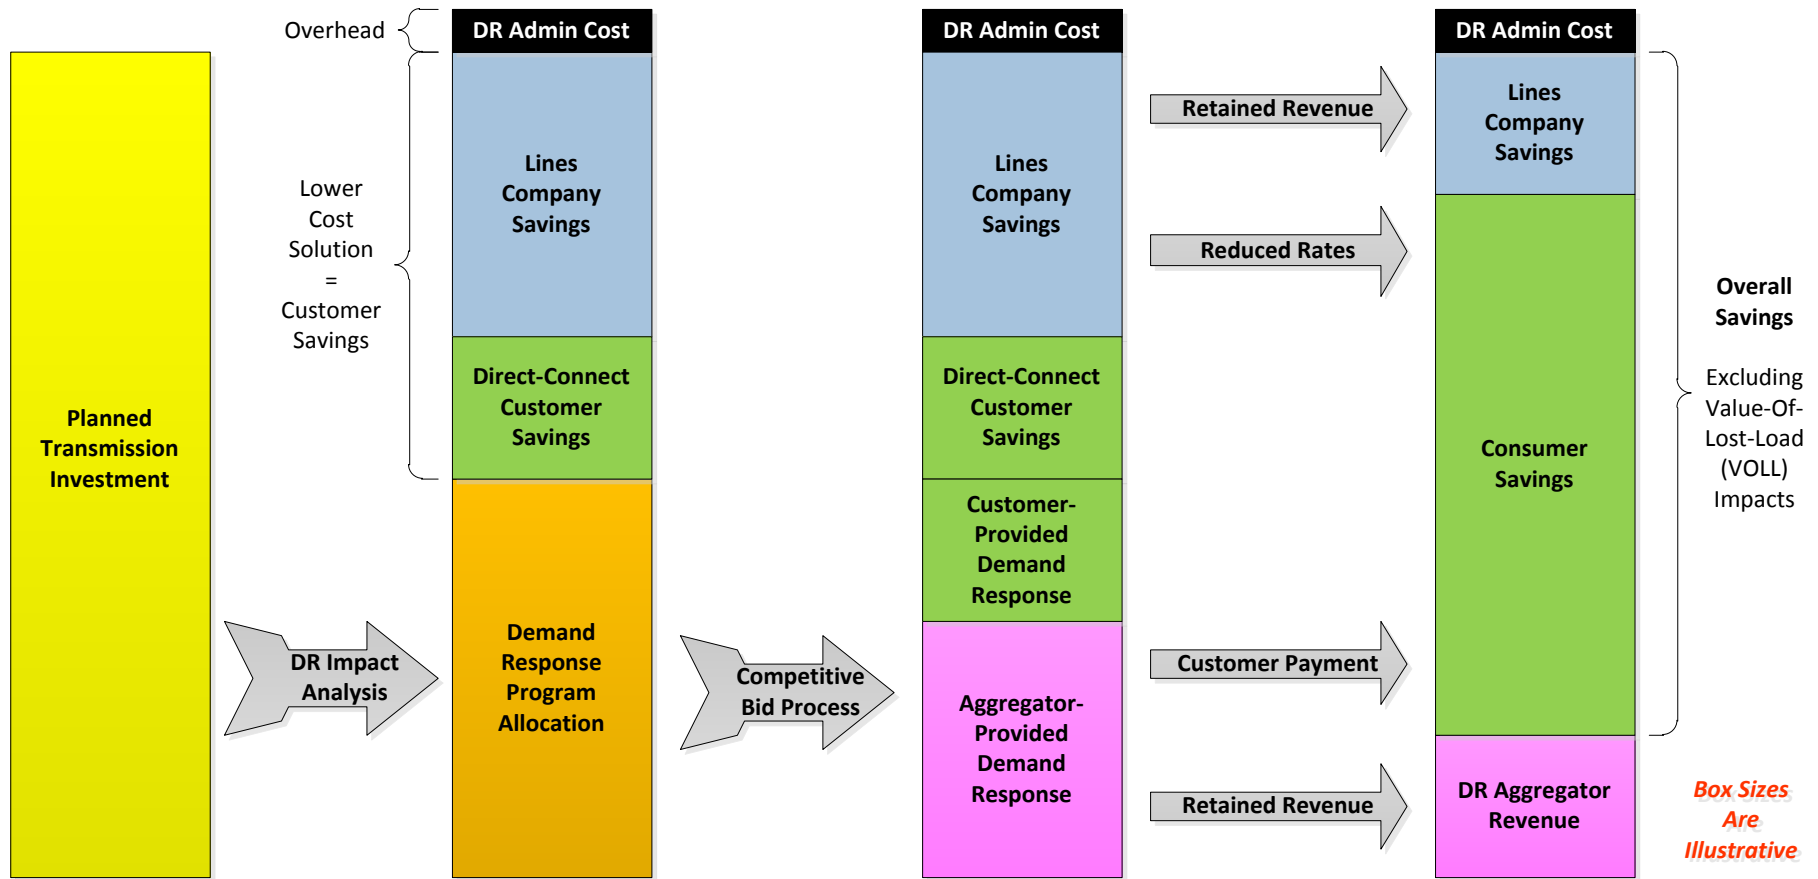 Planned
Transmission
Investment
Overhead
Lower
Cost
Solution
=
Customer
Savings
DR Impact
Analysis
DR Admin Cost
Lines
Company
Savings
Direct-Connect
Customer
Savings
Demand
Response
Program
Allocation
Competitive
Bid Process
DR Admin Cost
Lines
Company
Savings
Direct-Connect
Customer
Savings
Customer-
Provided
Demand
Response
Aggregator-
Provided
Demand
Response
Retained Revenue
Reduced Rates
Customer Payment
Retained Revenue
DR Admin Cost
Lines
Company
Savings
Consumer
Savings
DR Aggregator
Revenue
Overall
Savings
Excluding
Value-Of-
Lost-Load
(VOLL)
Impacts
Box Sizes
Are
Illustrative